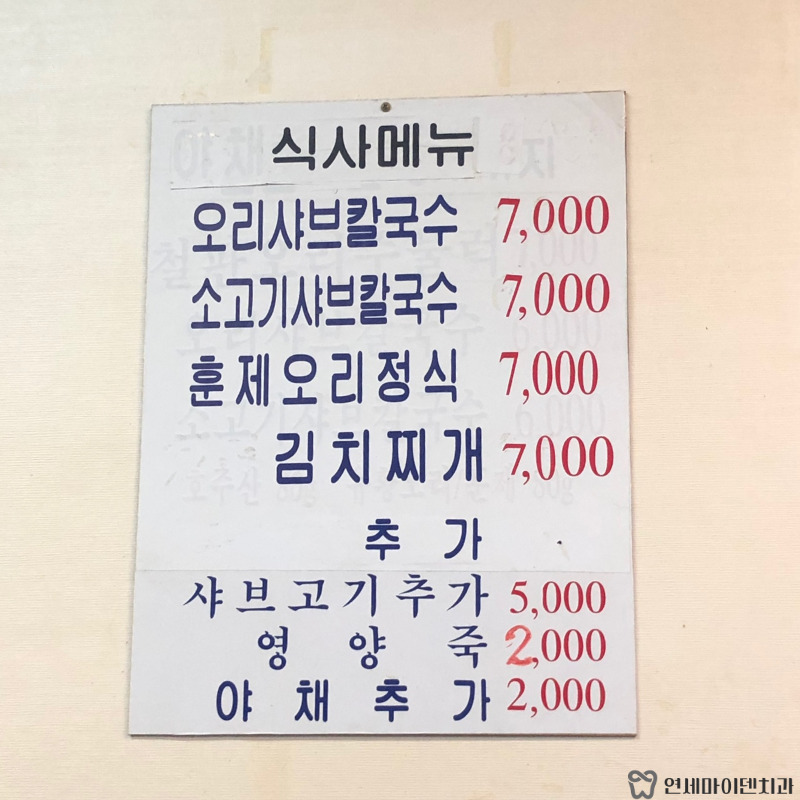 식사메뉴
오리샤브칼국수 7,000
소고기샤브칼국수 7,000
훈제오리정식 7,000
김치찌개 7,000
추 가
샤브고기추가 5,000
영 양 죽 2,000
야 채 추 가 2,000
연세마이덴치과